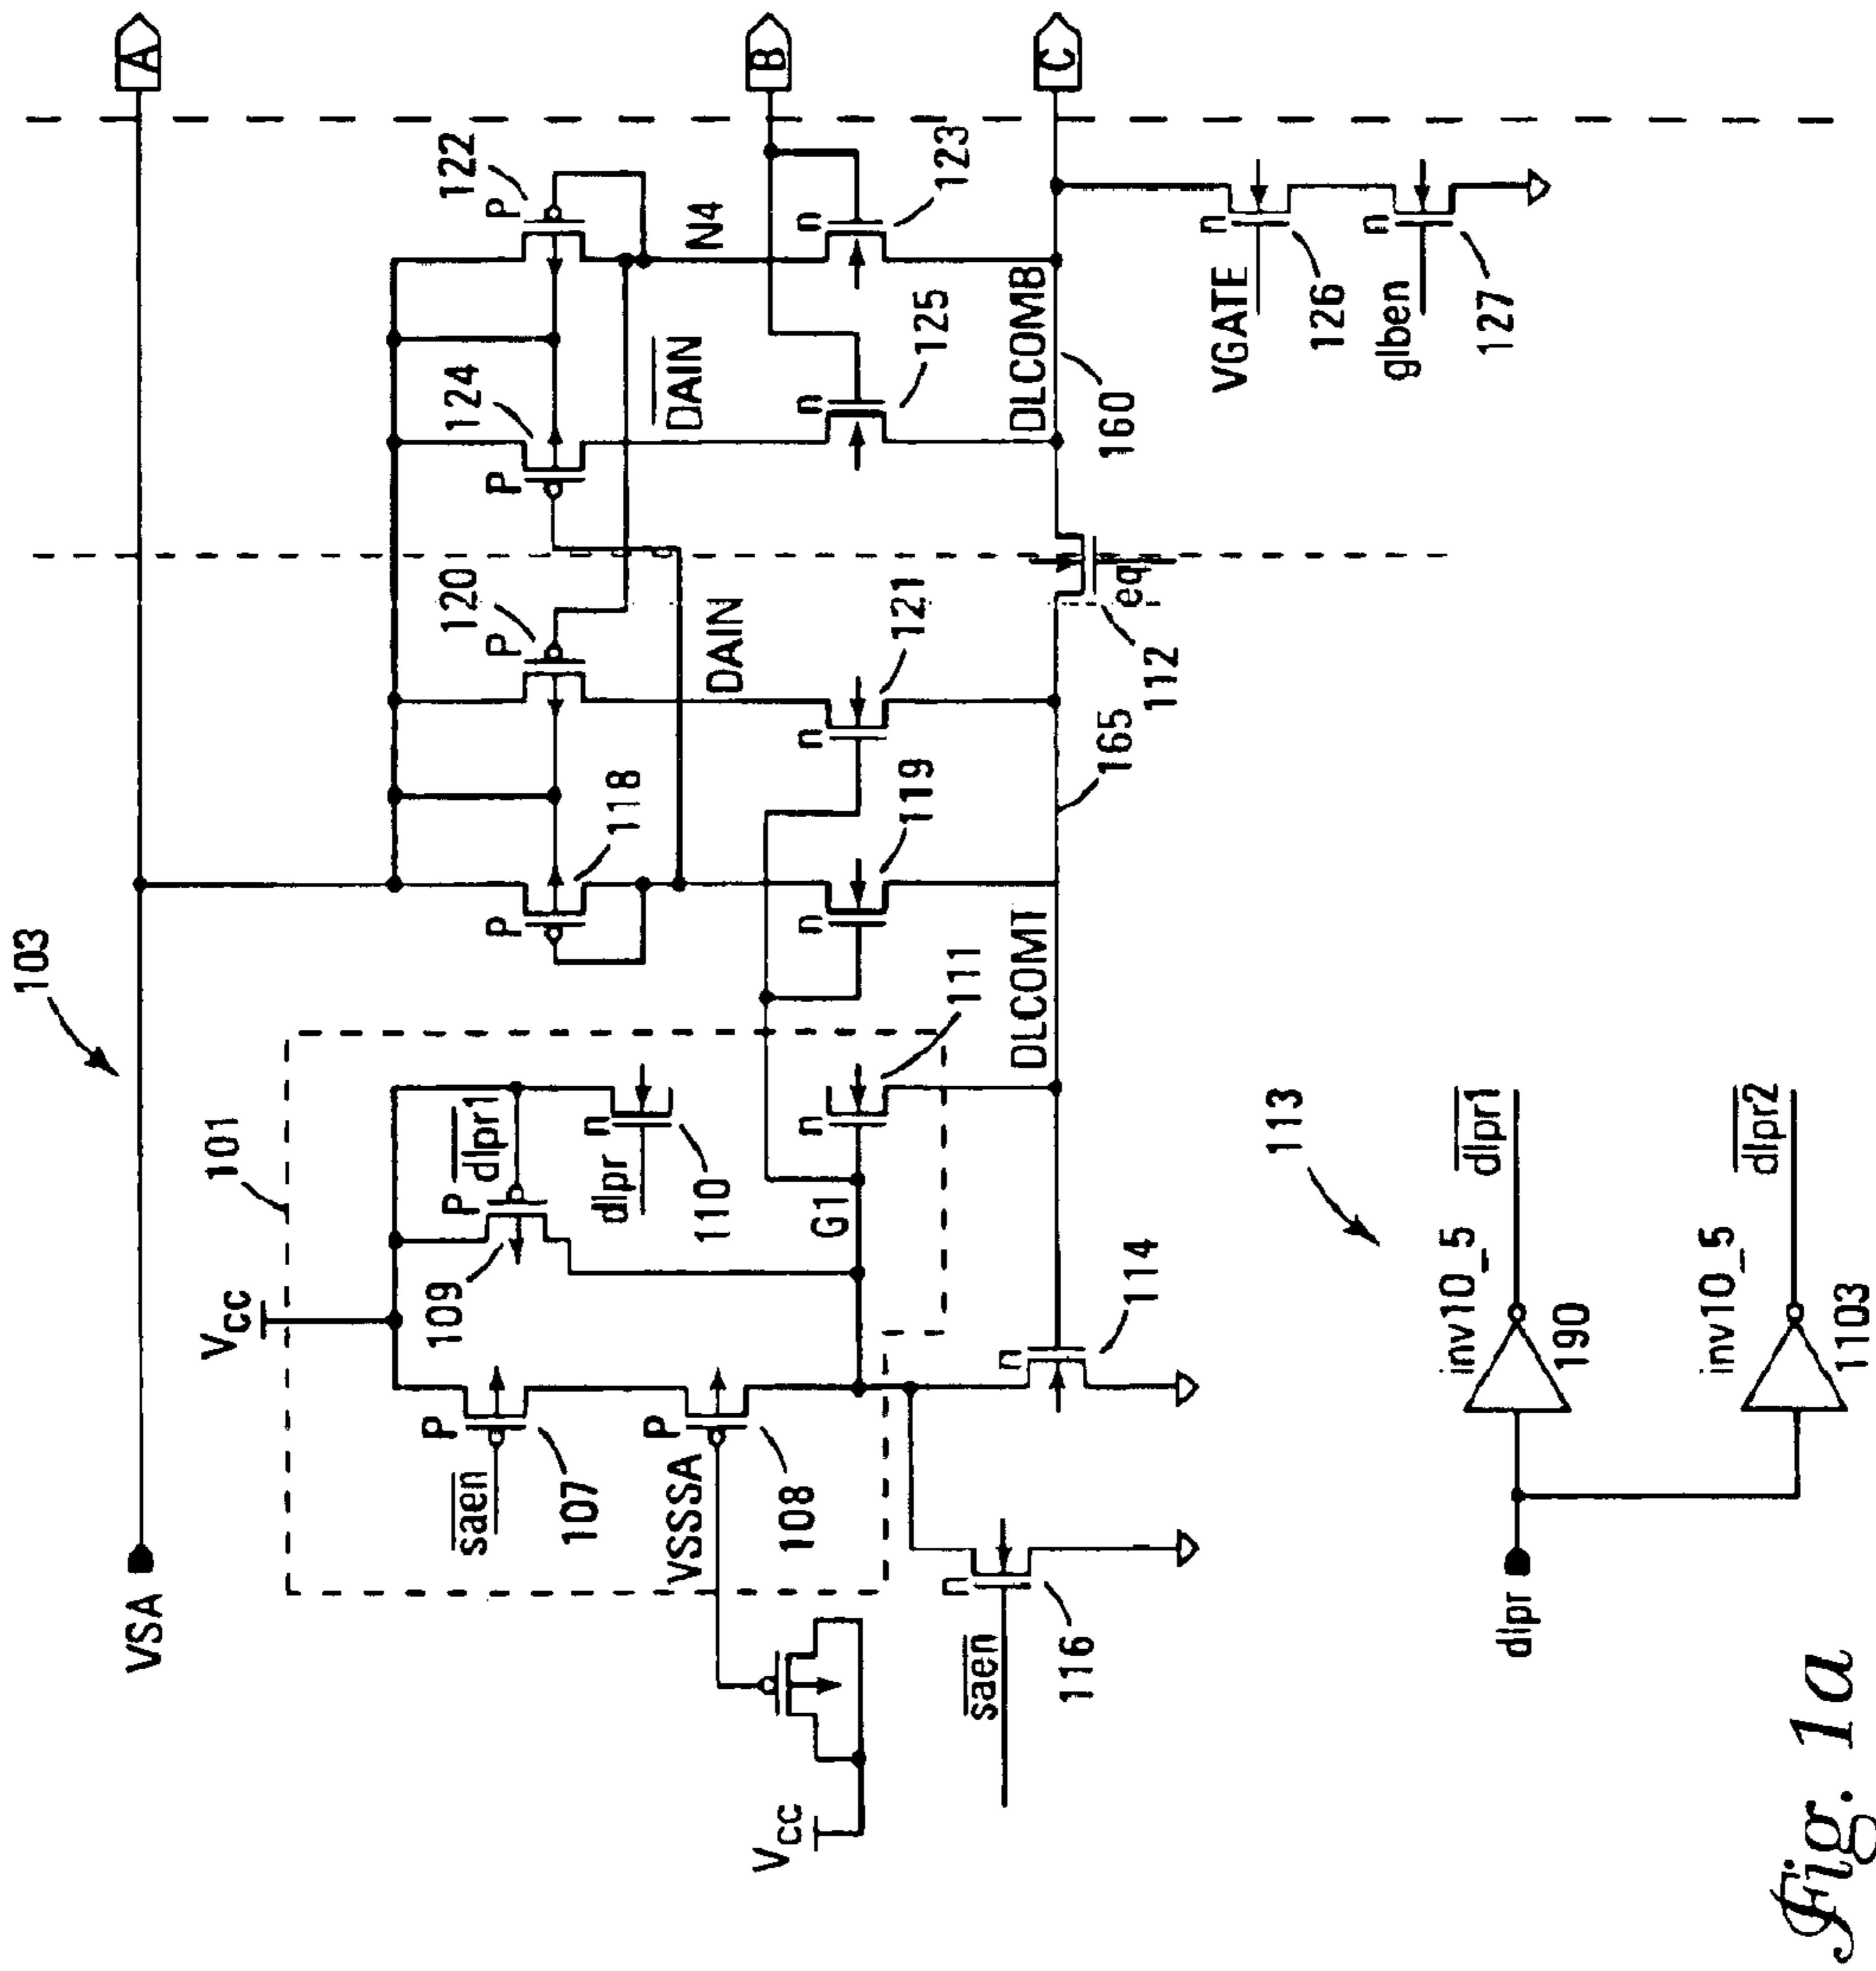 103
VSA
A
101
Vcc
saen
107
P
109
P
dlpr1
dlpr
n
110
VSSSA
P
108
G1
n
111
Vcc
saen
n
116
n
114
DLCOMT
P
118
P
120
P
124
P
122
DAIN
DAIN
N4
n
119
n
121
n
125
n
123
B
165
eq
112
DLCOMB
160
C
VGATE
n
126
glben
n
127
113
dlpr
inv10_5
190
dlpr1
inv10_5
1103
dlpr2
Fig. 1a